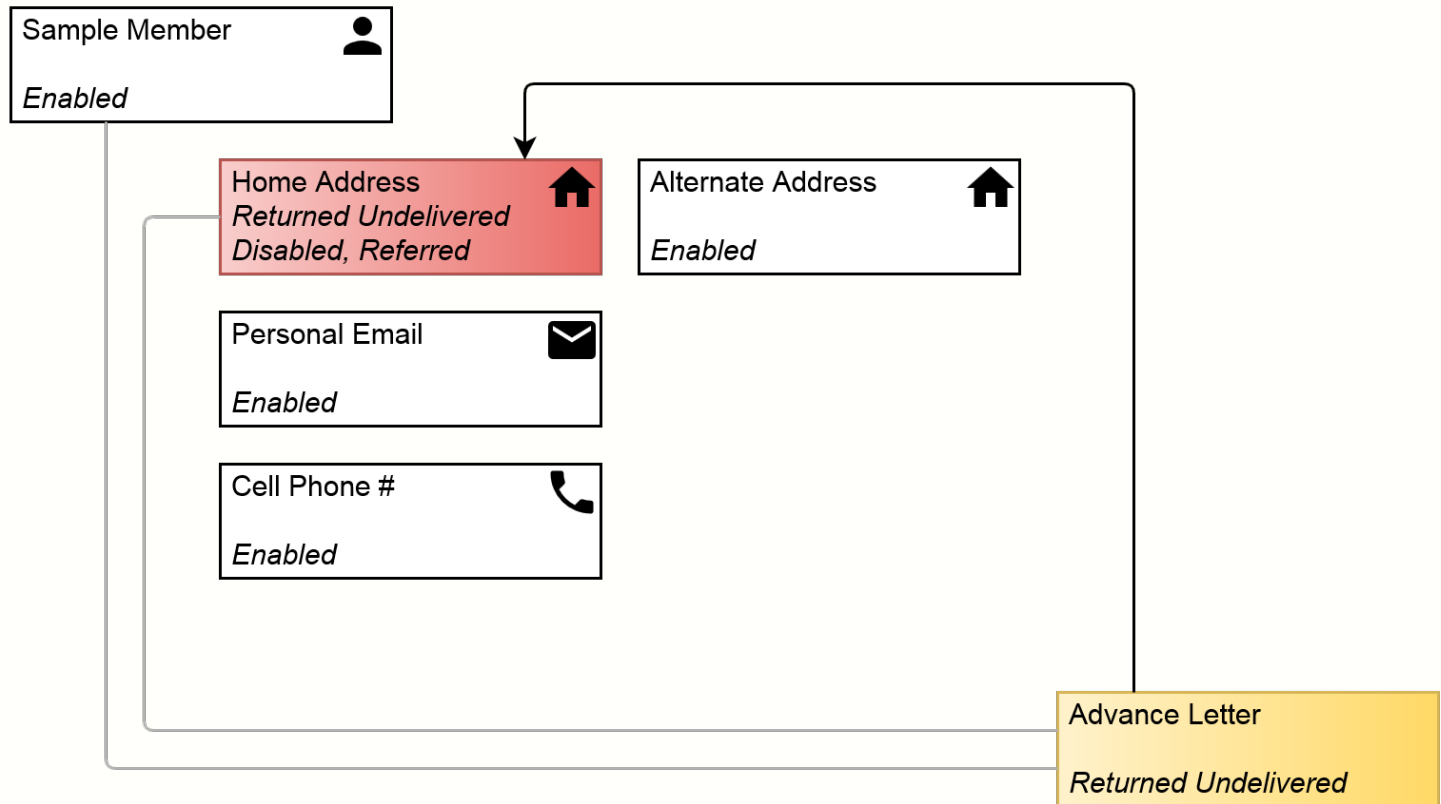 Sample Member
Enabled
Home Address
Returned Undelivered
Disabled, Referred
Alternate Address
Enabled
Personal Email
Enabled
Cell Phone #
Enabled
Advance Letter
Returned Undelivered